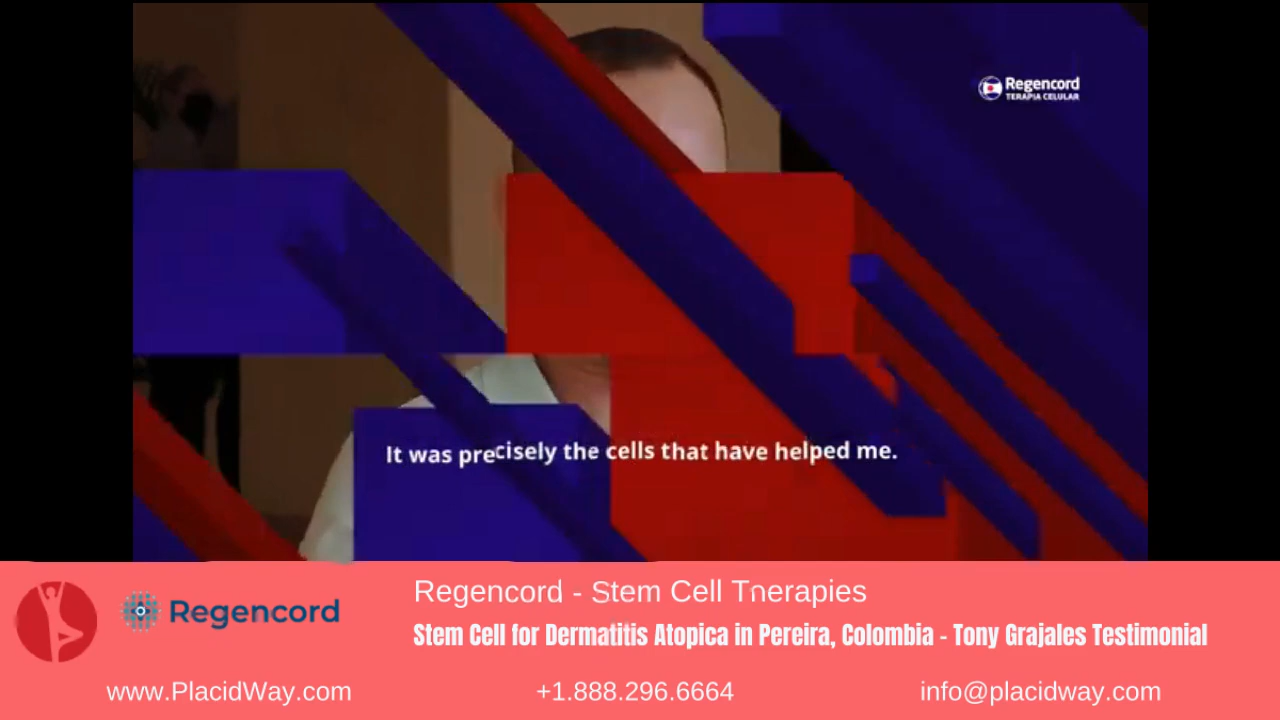 Regencord
TERAPIA CELULAR
It was precisely the cells that have helped me.
Regencord
Regencord - Stem Cell Therapies
Stem Cell for Dermatitis Atopica in Pereira, Colombia - Tony Grajales Testimonial
www.PlacidWay.com
+1.888.296.6664
info@placidway.com